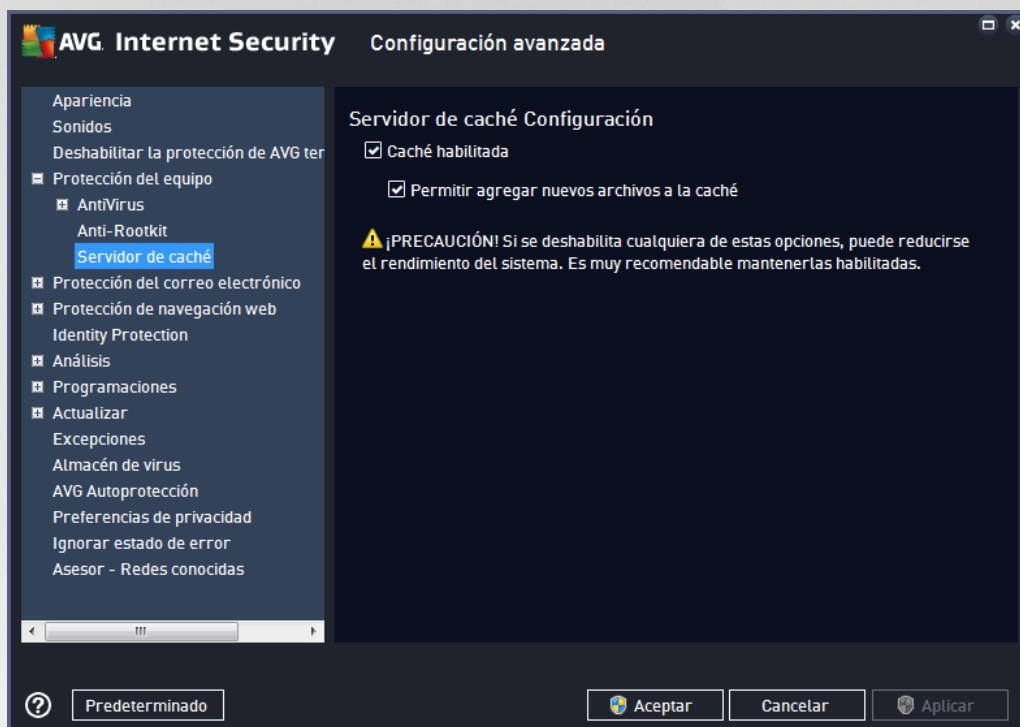 AVG. Internet Security Configuración avanzada
Apariencia
Sonidos
Deshabilitar la protección de AVG ter
Protección del equipo
AntiVirus
Anti-Rootkit
Servidor de caché
Protección del correo electrónico
Protección de navegación web
Identity Protection
Análisis
Programaciones
Actualizar
Excepciones
Almacén de virus
AVG Autoprotección
Preferencias de privacidad
Ignorar estado de error
Asesor - Redes conocidas
Servidor de caché Configuración
Caché habilitada
Permitir agregar nuevos archivos a la caché
¡PRECAUCIÓN! Si se deshabilita cualquiera de estas opciones, puede reducirse
el rendimiento del sistema. Es muy recomendable mantenerlas habilitadas.
Predeterminado
Aceptar
Cancelar
Aplicar